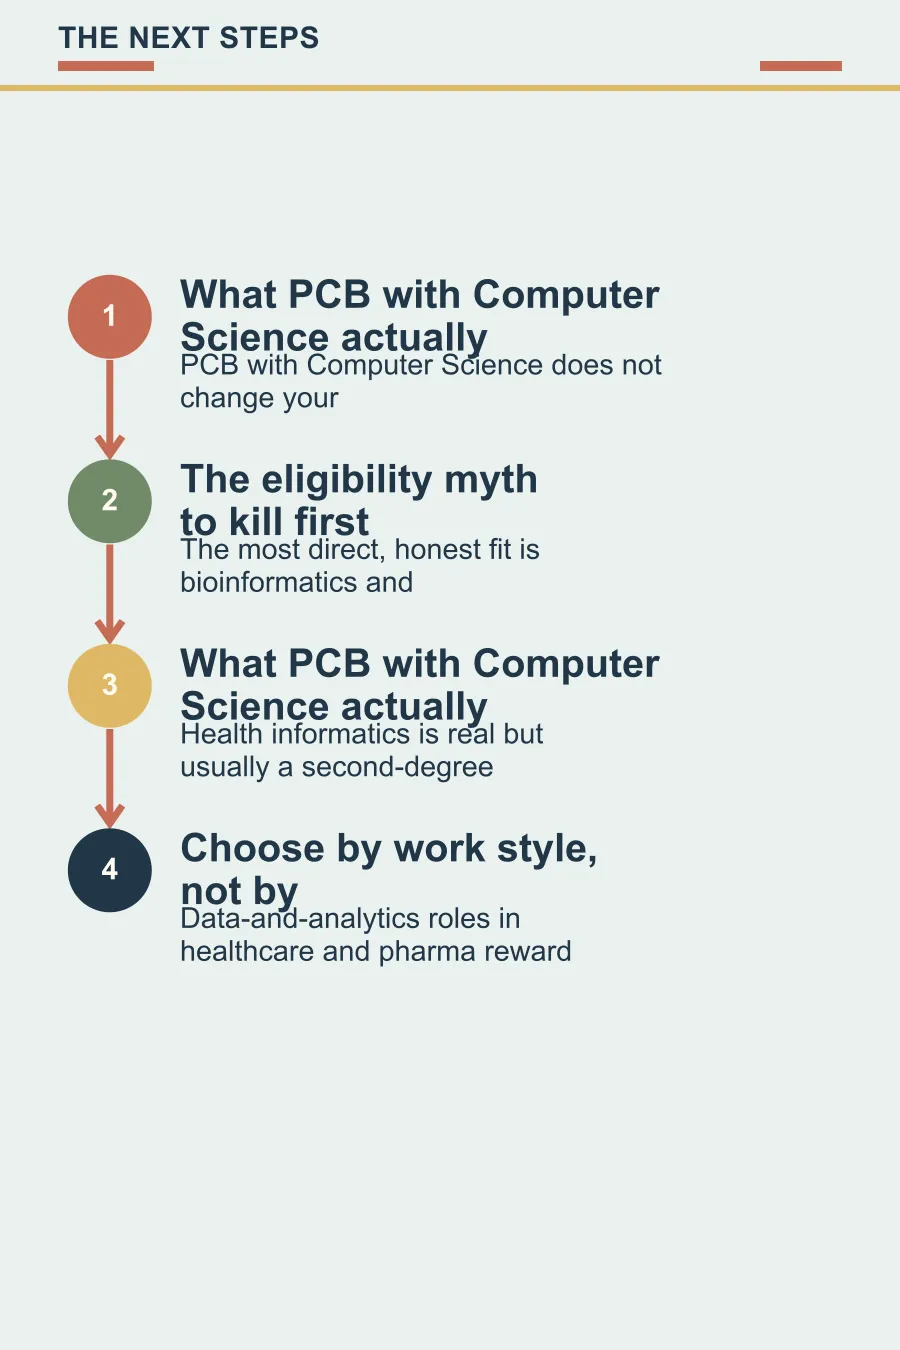 THE NEXT STEPS
1
What PCB with Computer
Science actually
PCB with Computer Science does not
change your
2
The eligibility myth
to kill first
The most direct, honest fit is
bioinformatics and
3
What PCB with Computer
Science actually
Health informatics is real but
usually a second-degree
4
Choose by work style,
not by
Data-and-analytics roles in
healthcare and pharma reward